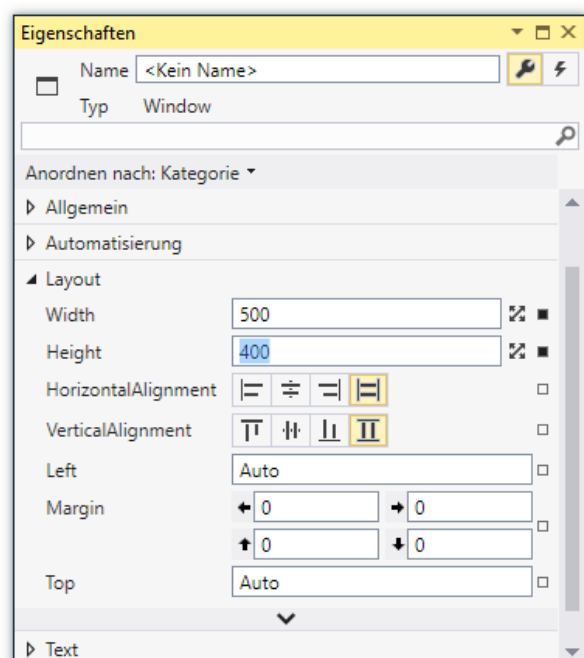 Eigenschaften
Name <Kein Name>
Typ Window
Anordnen nach: Kategorie
Allgemein
Automatisierung
Layout
Width 500
Height 400
HorizontalAlignment
VerticalAlignment
Left Auto
Margin 0 0
0 0
Top Auto
Text